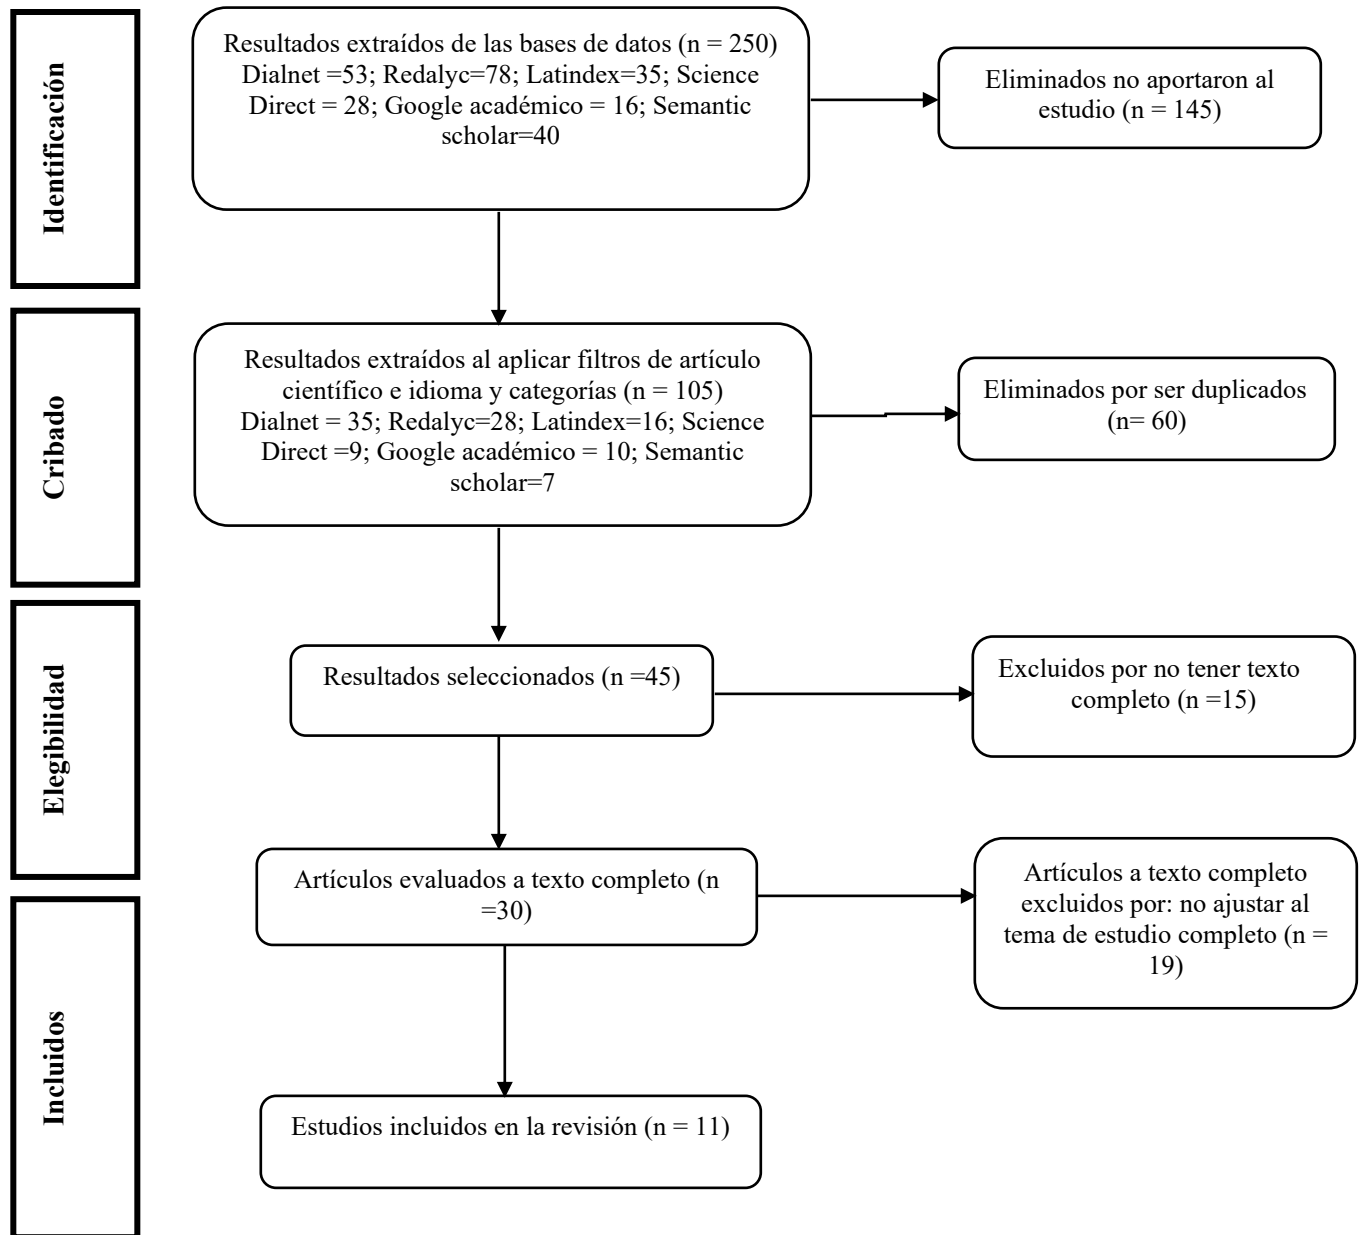 Identificación
Resultados extraídos de las bases de datos (n = 250)
Dialnet =53; Redalyc=78; Latindex=35; Science
Direct = 28; Google académico = 16; Semantic
scholar=40
Eliminados no aportaron al
estudio (n = 145)
Cribado
Resultados extraídos al aplicar filtros de artículo
científico e idioma y categorías (n = 105)
Dialnet = 35; Redalyc=28; Latindex=16; Science
Direct =9; Google académico = 10; Semantic
scholar=7
Eliminados por ser duplicados
(n= 60)
Elegibilidad
Resultados seleccionados (n =45)
Excluidos por no tener texto
completo (n =15)
Artículos evaluados a texto completo (n
=30)
Artículos a texto completo
excluidos por: no ajustar al
tema de estudio completo (n =
19)
Incluidos
Estudios incluidos en la revisión (n = 11)